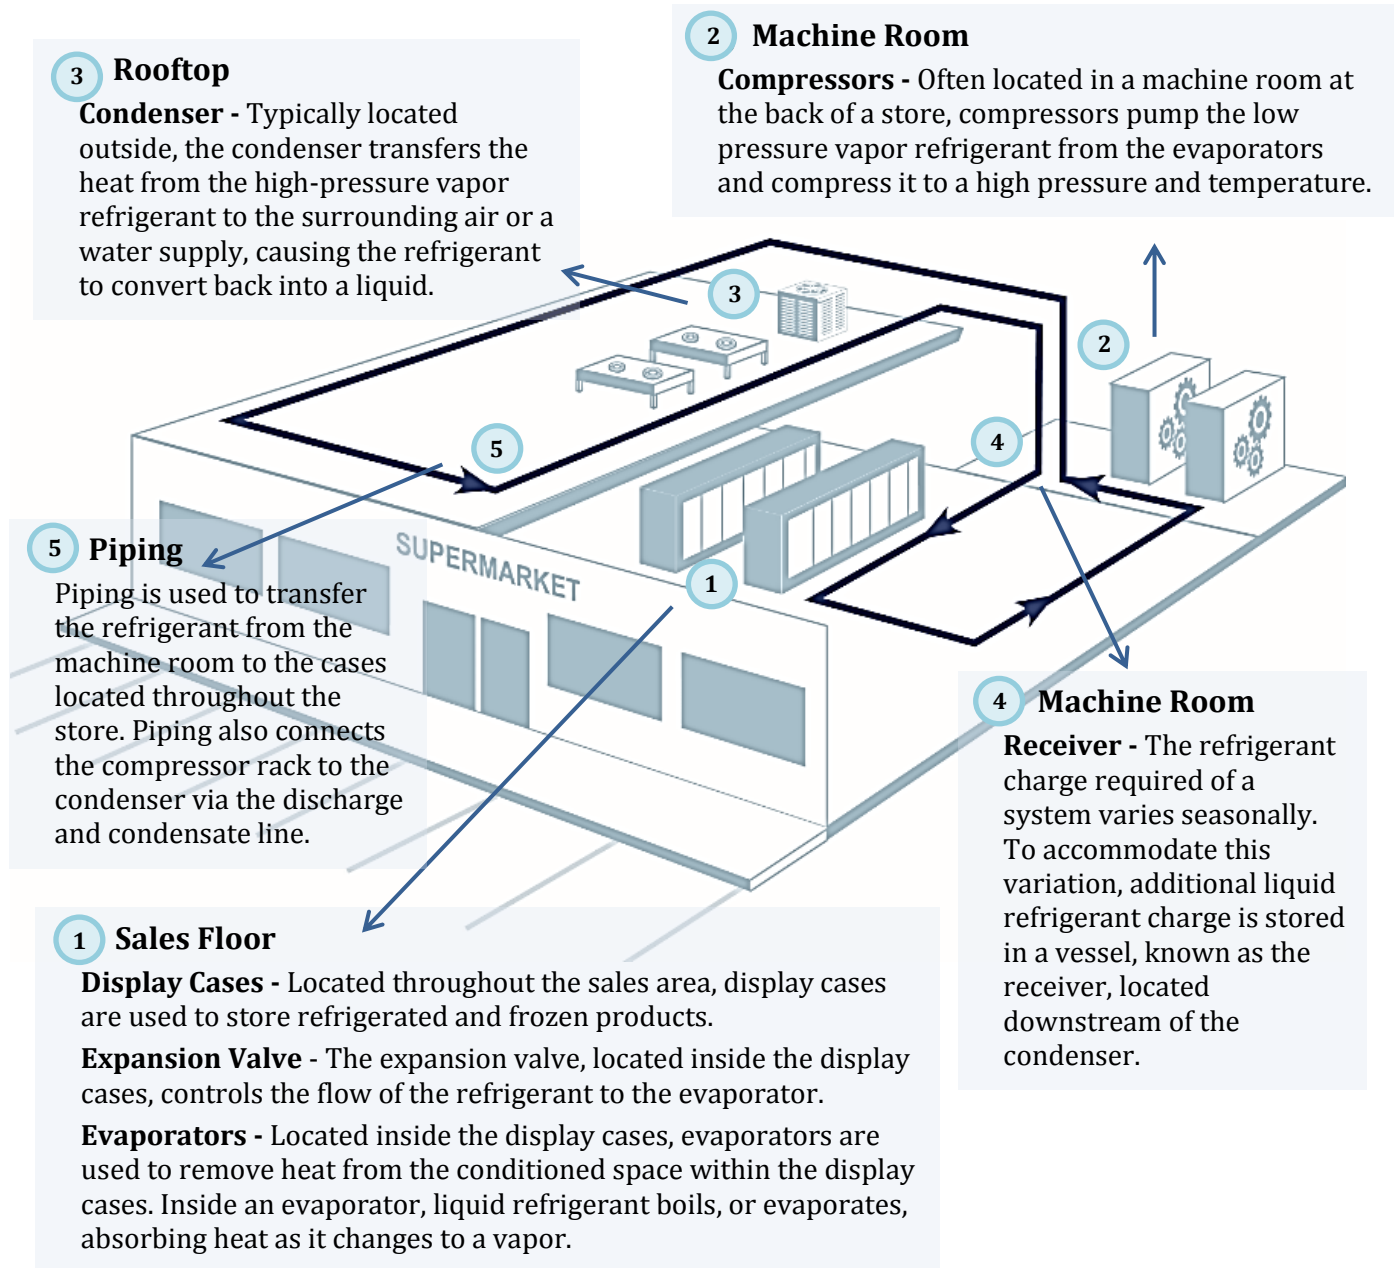 3 Rooftop
Condenser - Typically located
outside, the condenser transfers the
heat from the high-pressure vapor
refrigerant to the surrounding air or a
water supply, causing the refrigerant
to convert back into a liquid.
2 Machine Room
Compressors - Often located in a machine room at
the back of a store, compressors pump the low
pressure vapor refrigerant from the evaporators
and compress it to a high pressure and temperature.
3
2
5
4
SUPERMARKET
1
5 Piping
Piping is used to transfer
the refrigerant from the
machine room to the cases
located throughout the
store. Piping also connects
the compressor rack to the
condenser via the discharge
and condensate line.
4 Machine Room
Receiver - The refrigerant
charge required of a
system varies seasonally.
To accommodate this
variation, additional liquid
refrigerant charge is stored
in a vessel, known as the
receiver, located
downstream of the
condenser.
1 Sales Floor
Display Cases - Located throughout the sales area, display cases
are used to store refrigerated and frozen products.
Expansion Valve - The expansion valve, located inside the display
cases, controls the flow of the refrigerant to the evaporator.
Evaporators - Located inside the display cases, evaporators are
used to remove heat from the conditioned space within the display
cases. Inside an evaporator, liquid refrigerant boils, or evaporates,
absorbing heat as it changes to a vapor.